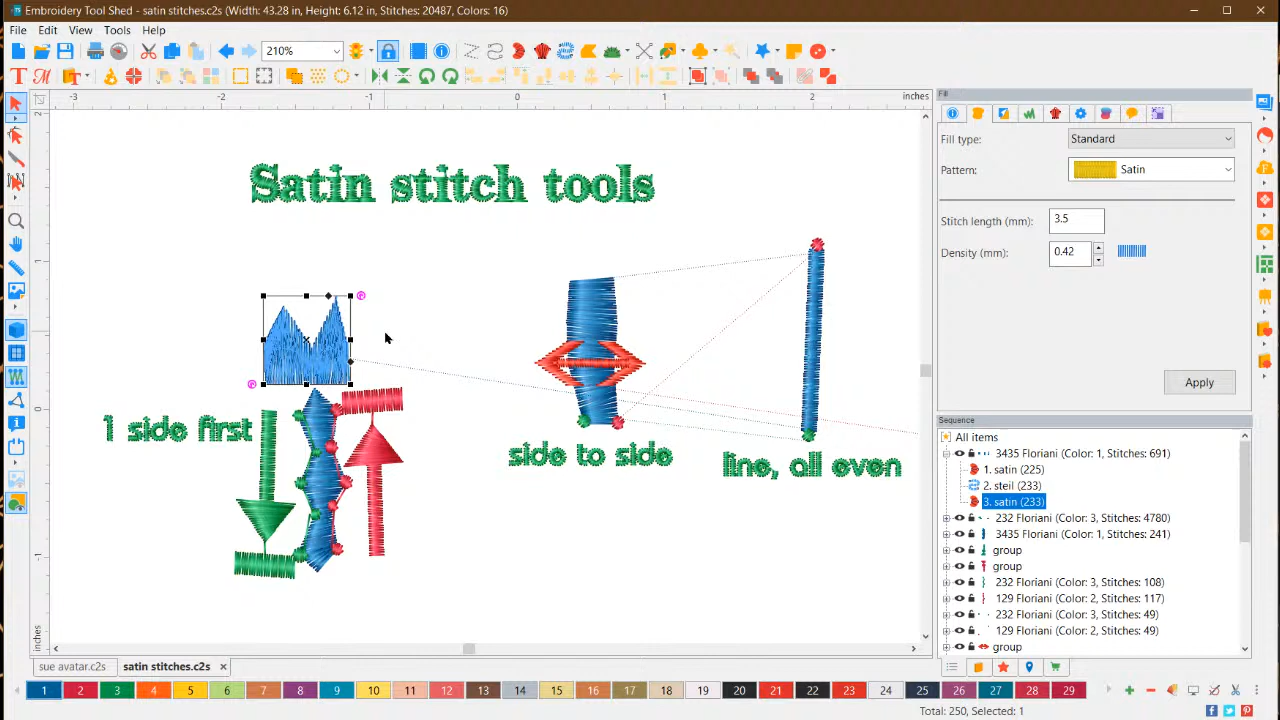 Embroidery Tool Shed - satin stitches.c2s (Width: 43.28 in, Height: 6.12 in, Stitches: 20487, Colors: 16)
File Edit View Tools Help
210%
-3 -2 -1 0 1 2 inches
Fill
Fill type: Standard
Pattern: Satin
Stitch length (mm): 3.5
Density (mm): 0.42
Apply
2
1
0
-1
inches
Satin stitch tools
1 side first
side to side
line, all even
Sequence
All items
3435 Floriani (Color: 1, Stitches: 691)
1. satin (225)
2. steil (233)
3. satin (233)
232 Floriani (Color: 3, Stitches: 4780)
3435 Floriani (Color: 1, Stitches: 241)
group
group
232 Floriani (Color: 3, Stitches: 108)
129 Floriani (Color: 2, Stitches: 117)
232 Floriani (Color: 3, Stitches: 49)
129 Floriani (Color: 2, Stitches: 49)
group
sue avatar.c2s satin stitches.c2s
1 2 3 4 5 6 7 8 9 10 11 12 13 14 15 16 17 18 19 20 21 22 23 24 25 26 27 28 29
Total: 250, Selected: 1